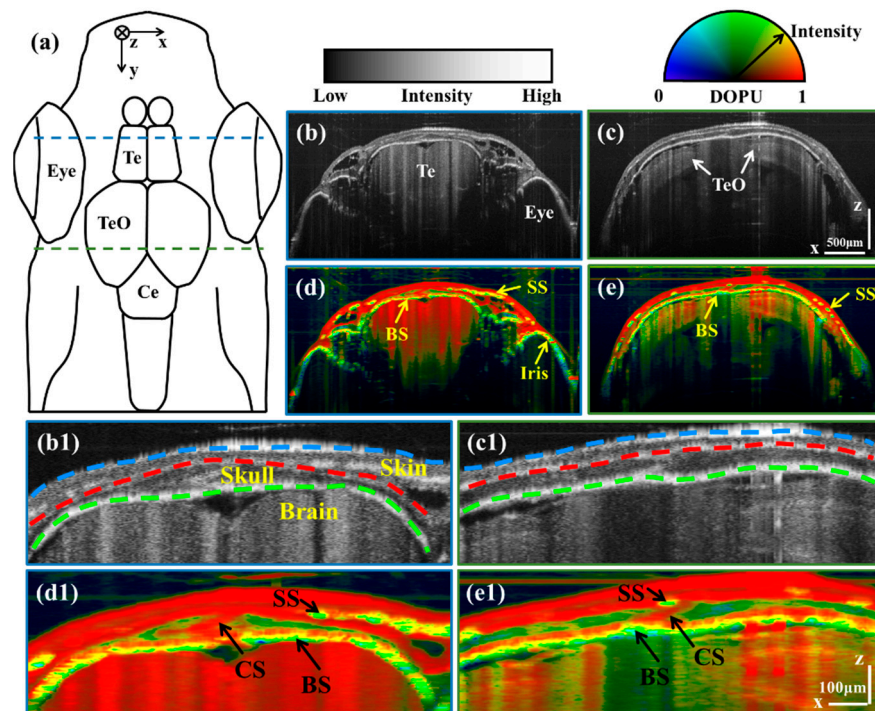 (a)
z
x
y
Eye
Te
TeO
Ce
Low Intensity High
Intensity
0 DOPU 1
(b)
Te
Eye
(c)
TeO
z
x 500μm
(d)
SS
BS
Iris
(e)
SS
BS
(b1)
Skin
Skull
Brain
(c1)
(d1)
SS
CS
BS
(e1)
SS
CS
BS
z
x 100μm